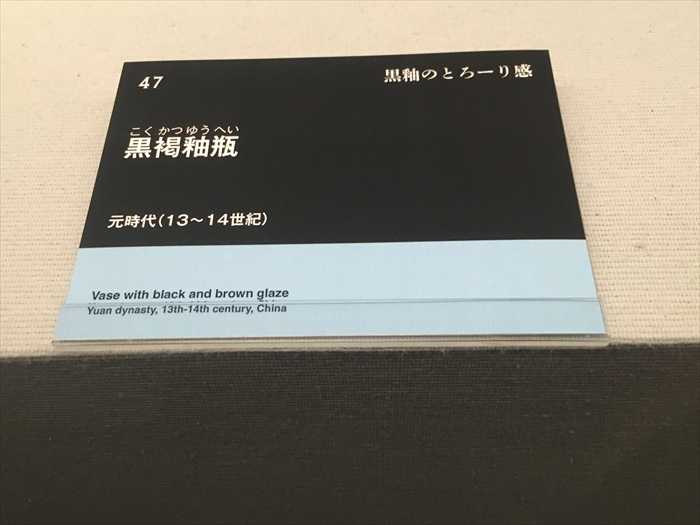 47
黒釉のとろーり感
こくかつゆうへい
黒褐釉瓶
元時代(13〜14世紀)
Vase with black and brown glaze
Yuan dynasty, 13th-14th century, China